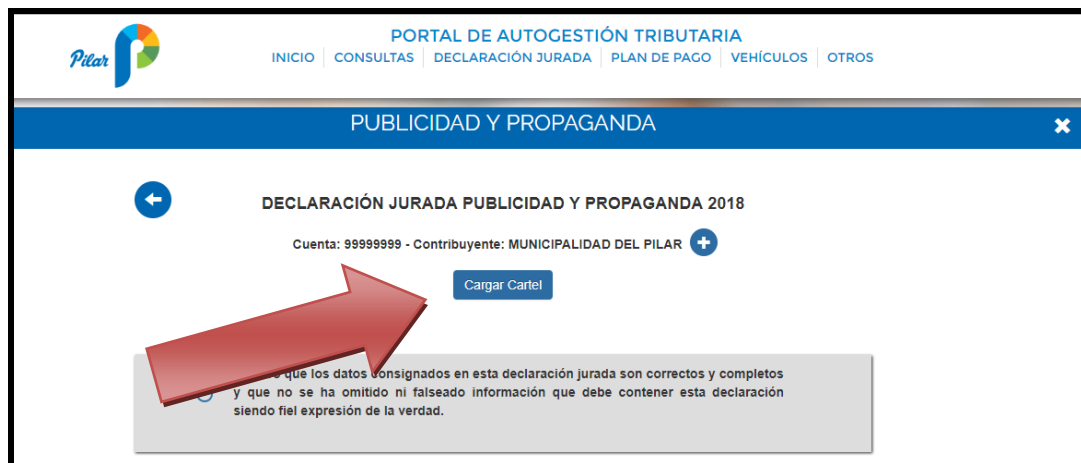 Pilar
PORTAL DE AUTOGESTIÓN TRIBUTARIA
INICIO CONSULTAS DECLARACIÓN JURADA PLAN DE PAGO VEHÍCULOS OTROS
PUBLICIDAD Y PROPAGANDA
DECLARACIÓN JURADA PUBLICIDAD Y PROPAGANDA 2018
Cuenta: 99999999 - Contribuyente: MUNICIPALIDAD DEL PILAR
Cargar Cartel
que los datos consignados en esta declaración jurada son correctos y completos
y que no se ha omitido ni falseado información que debe contener esta declaración
siendo fiel expresión de la verdad.